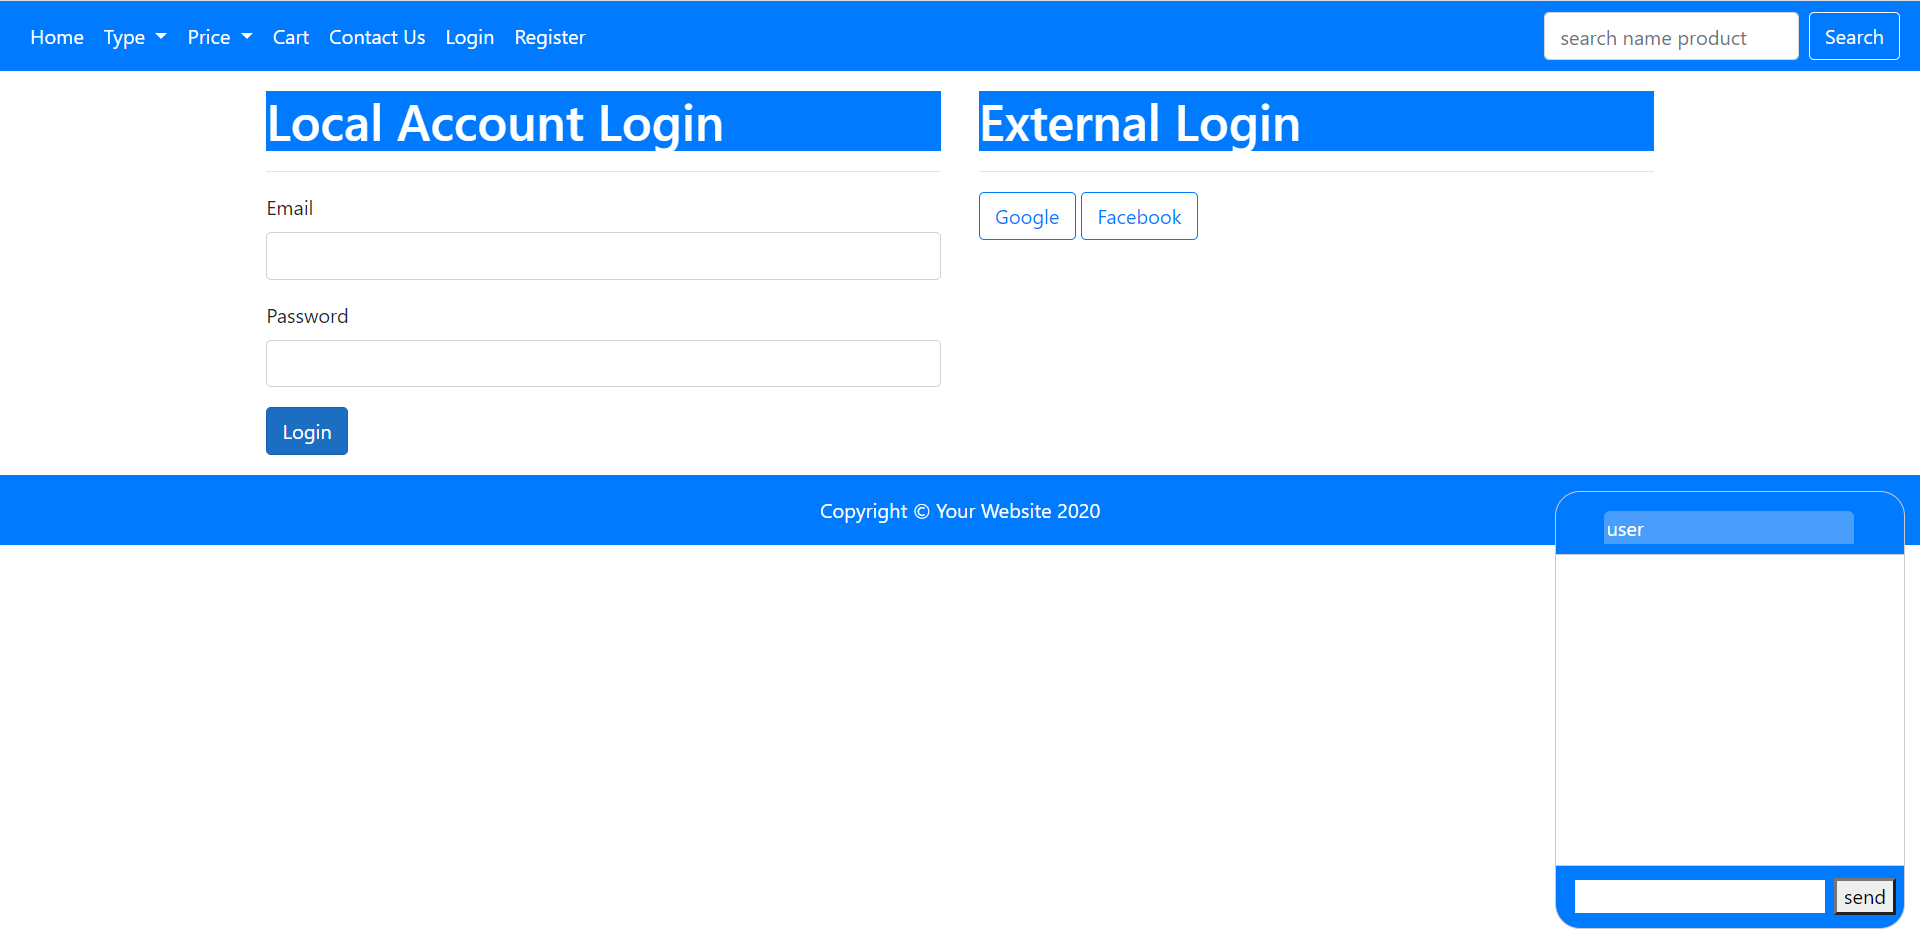 Home Type Price Cart Contact Us Login Register search name product Search
Local Account Login
External Login
Email
Google Facebook
Password
Login
Copyright © Your Website 2020
user
send